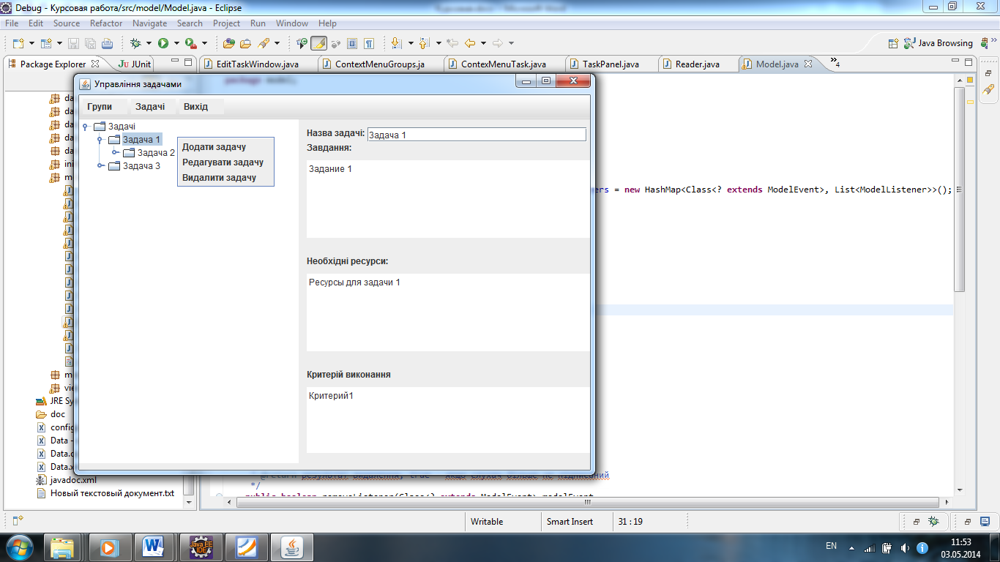 Debug - Курсовая работа/src/model/Model.java - Eclipse
File Edit Source Refactor Navigate Search Project Run Window Help
Java Browsing
Package Explorer JUnit EditTaskWindow.java ContextMenuGroups.ja ContexMenuTask.java TaskPanel.java Reader.java Model.java 4
package model;
Управління задачами
Групи Задачі Вихід
Задачі
Задача 1
Задача 2
Задача 3
Додати задачу
Редагувати задачу
Видалити задачу
Назва задачі: Задача 1
Завдання:
Задание 1
Необхідні ресурси:
Ресурсы для задачи 1
Критерій виконання
Критерий1
ers = new HashMap<Class<? extends ModelEvent>, List<ModelListener>>();
da
da
da
da
da
ini
m
m
vie
JRE Sy
doc
config
Data -
Data.
Data.x
javadoc.xml
Новый текстовый документ.txt
* @return результат видалення, true - якщо слухач більше не підписаний
*/
public boolean removeListener(Class<? extends ModelEvent> modelEvent
Writable Smart Insert 31 : 19
Java EE IDE
EN
11:53
03.05.2014